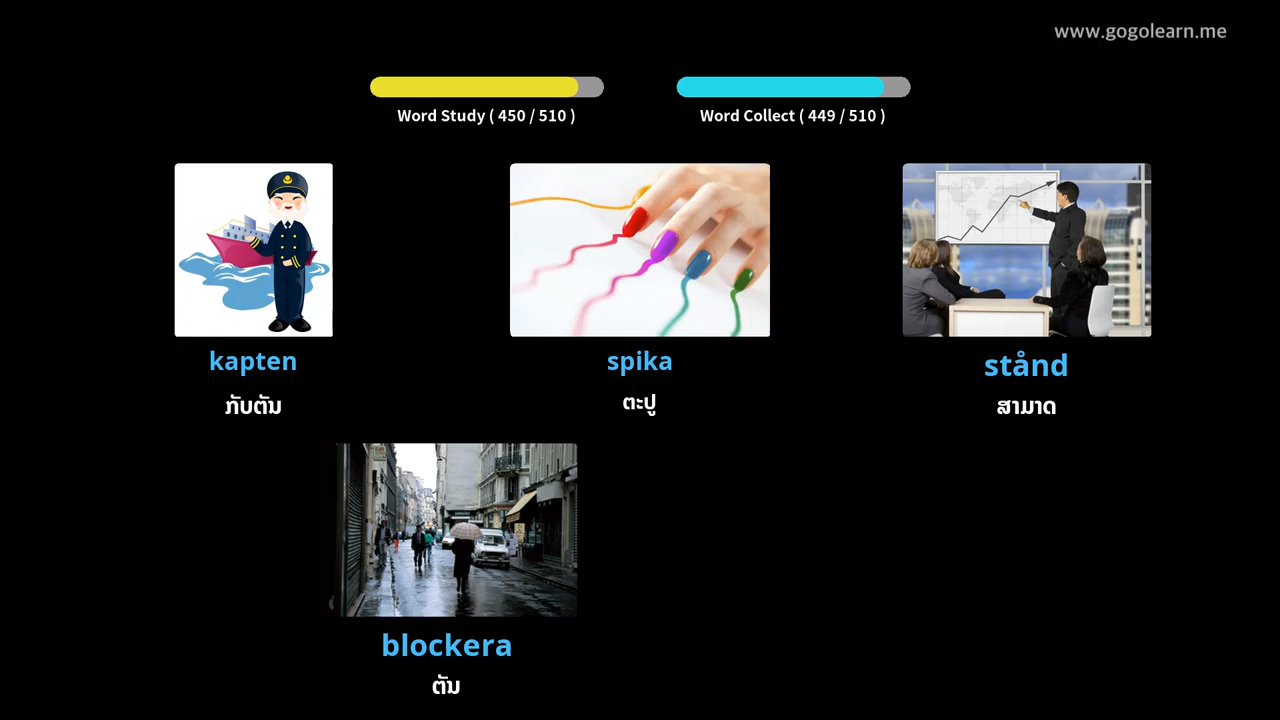 www.gogolearn.me
Word Study ( 450 / 510 )
Word Collect ( 449 / 510 )
kapten
ກັບຕັນ
spika
ຕະປູ
stånd
ສາມາດ
blockera
ຕັນ